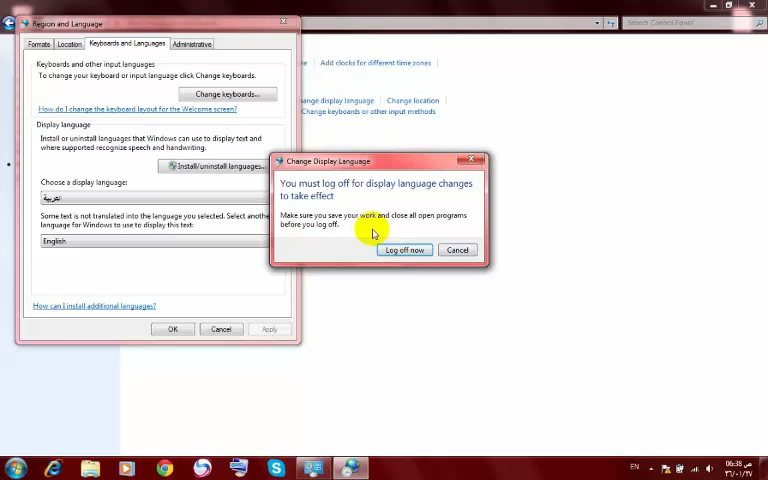 Region and Language
Search Control Panel
Formats
Location
Keyboards and Languages
Administrative
Add clocks for different time zones
Keyboards and other input languages
To change your keyboard or input language click Change keyboards.
Change keyboards...
hange display language
Change location
How do I change the keyboard layout for the Welcome screen?
hange keyboards or other input methods
Display language
Install or uninstall languages that Windows can use to display text and
where supported recognize speech and handwriting.
Install/uninstall languages...
Choose a display language:
العربية
Some text is not translated into the language you selected. Select anothe
language for Windows to use to display this text:
English
Change Display Language
You must log off for display language changes
to take effect
Make sure you save your work and close all open programs
before you log off.
Log off now
Cancel
How can I install additional languages?
OK
Cancel
Apply
EN
06:38 ص